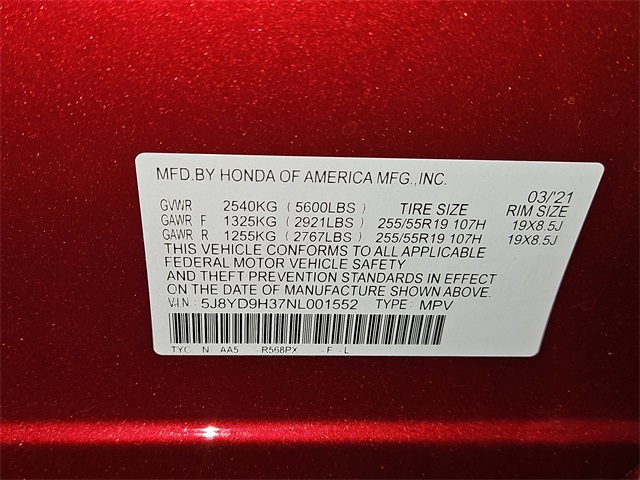 MFD.BY HONDA OF AMERICA MFG.,INC.
03/'21
GVWR 2540KG (5600LBS) TIRE SIZE RIM SIZE
GAWR F 1325KG (2921LBS) 255/55R19 107H 19X8.5J
GAWR R 1255KG (2767LBS) 255/55R19 107H 19X8.5J
THIS VEHICLE CONFORMS TO ALL APPLICABLE
FEDERAL MOTOR VEHICLE SAFETY
AND THEFT PREVENTION STANDARDS IN EFFECT
ON THE DATE OF MANUFACTURE SHOWN ABOVE.
V.I.N: 5J8YD9H37NL001552 TYPE: MPV
TYC N AA5 - R568PX - F - L